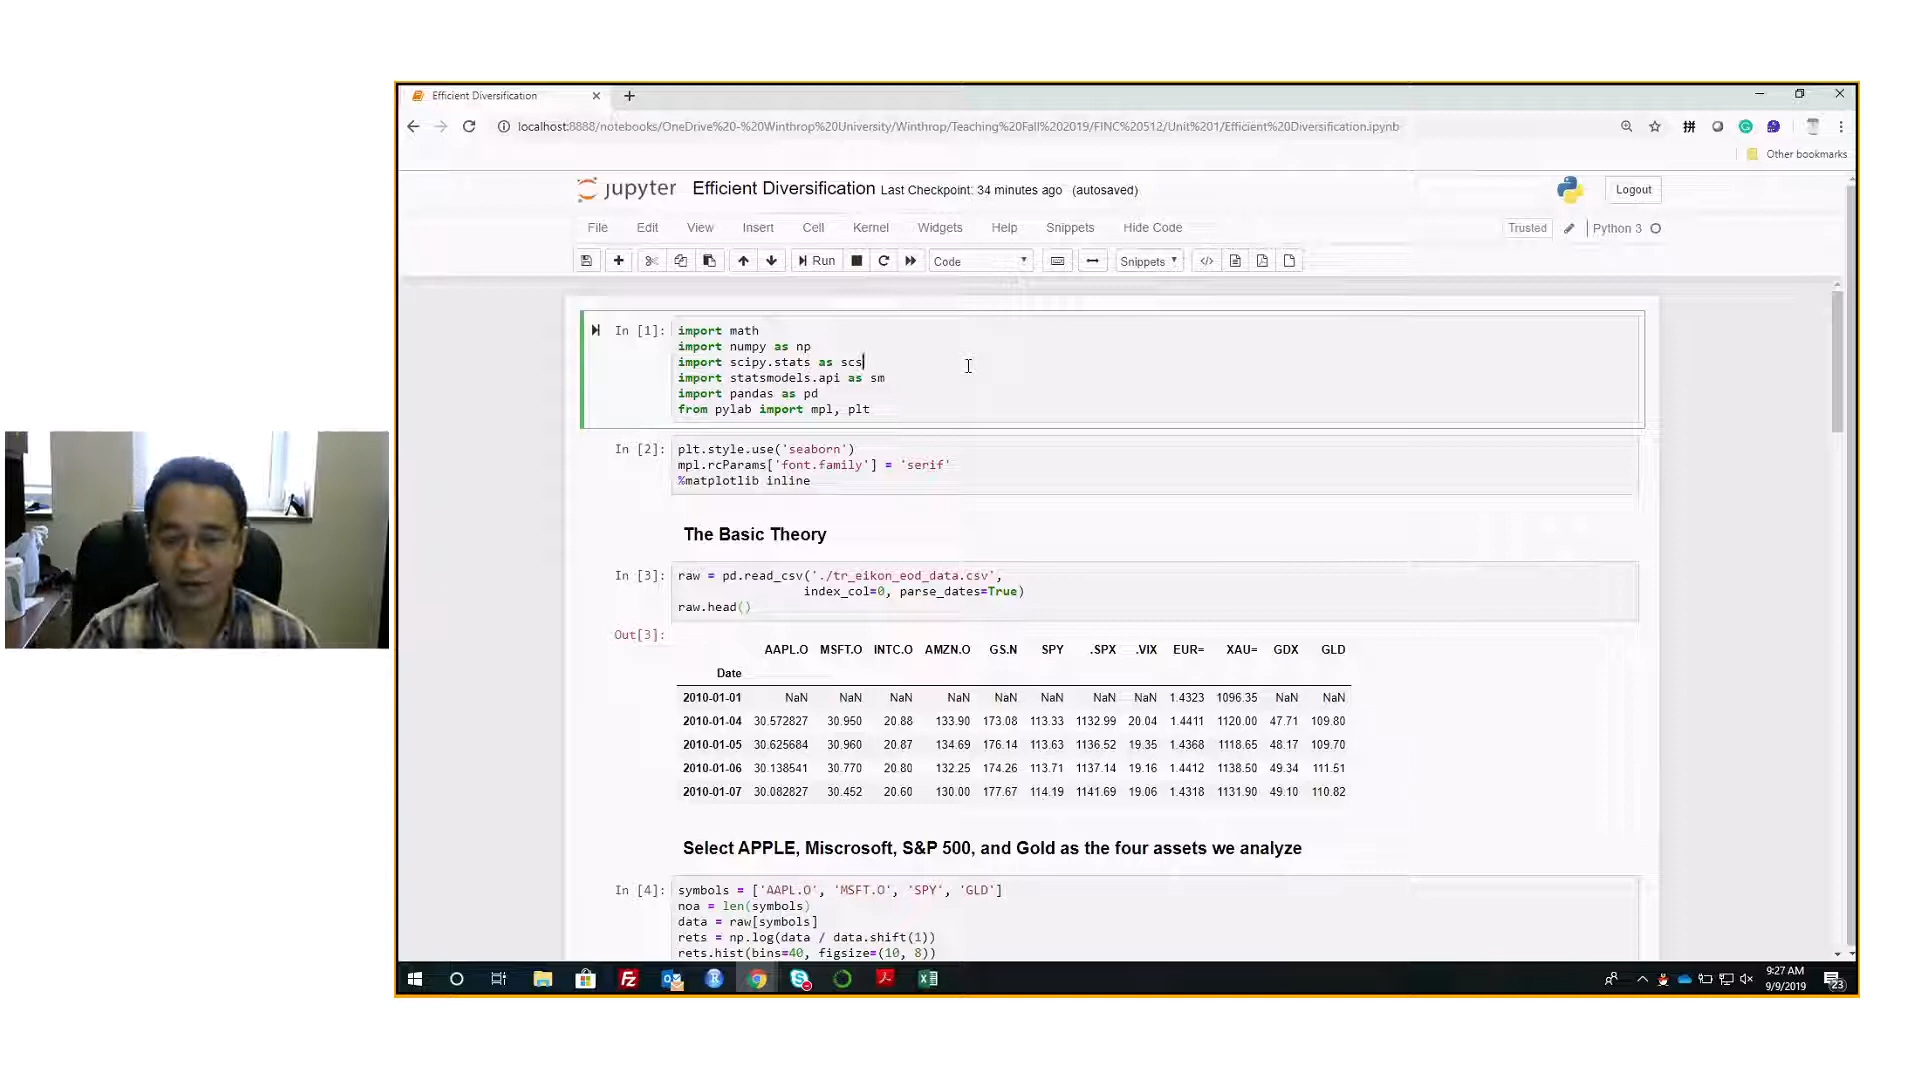 Efficient Diversification
localhost:8888/notebooks/OneDrive%20-%20Winthrop%20University/Winthrop/Teaching%20Fall%202019/FINC%20512/Unit%201/Efficient%20Diversification.ipynb
Other bookmarks
jupyter Efficient Diversification Last Checkpoint: 34 minutes ago (autosaved)
Logout
File Edit View Insert Cell Kernel Widgets Help Snippets Hide Code
Trusted Python 3
Run Code Snippets
In [1]: import math
import numpy as np
import scipy.stats as scs
import statsmodels.api as sm
import pandas as pd
from pylab import mpl, plt
In [2]: plt.style.use('seaborn')
mpl.rcParams['font.family'] = 'serif'
%matplotlib inline
The Basic Theory
In [3]: raw = pd.read_csv('./tr_eikon_eod_data.csv',
index_col=0, parse_dates=True)
raw.head()
Out[3]:
AAPL.O MSFT.O INTC.O AMZN.O GS.N SPY .SPX .VIX EUR= XAU= GDX GLD
Date
2010-01-01 NaN NaN NaN NaN NaN NaN NaN NaN 1.4323 1096.35 NaN NaN
2010-01-04 30.572827 30.950 20.88 133.90 173.08 113.33 1132.99 20.04 1.4411 1120.00 47.71 109.80
2010-01-05 30.625684 30.960 20.87 134.69 176.14 113.63 1136.52 19.35 1.4368 1118.65 48.17 109.70
2010-01-06 30.138541 30.770 20.80 132.25 174.26 113.71 1137.14 19.16 1.4412 1138.50 49.34 111.51
2010-01-07 30.082827 30.452 20.60 130.00 177.67 114.19 1141.69 19.06 1.4318 1131.90 49.10 110.82
Select APPLE, Miscrosoft, S&P 500, and Gold as the four assets we analyze
In [4]: symbols = ['AAPL.O', 'MSFT.O', 'SPY', 'GLD']
noa = len(symbols)
data = raw[symbols]
rets = np.log(data / data.shift(1))
rets.hist(bins=40, figsize=(10, 8))
9:27 AM
9/9/2019
23